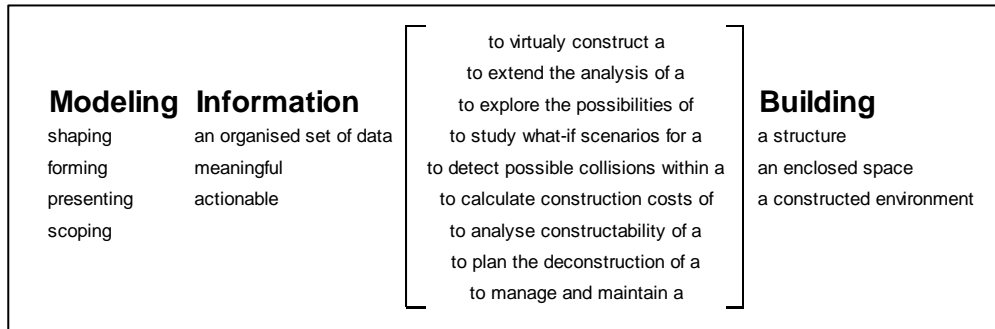 Modeling
shaping
forming
presenting
scoping
Information
an organised set of data
meaningful
actionable
to virtualy construct a
to extend the analysis of a
to explore the possibilities of
to study what-if scenarios for a
to detect possible collisions within a
to calculate construction costs of
to analyse constructability of a
to plan the deconstruction of a
to manage and maintain a
Building
a structure
an enclosed space
a constructed environment